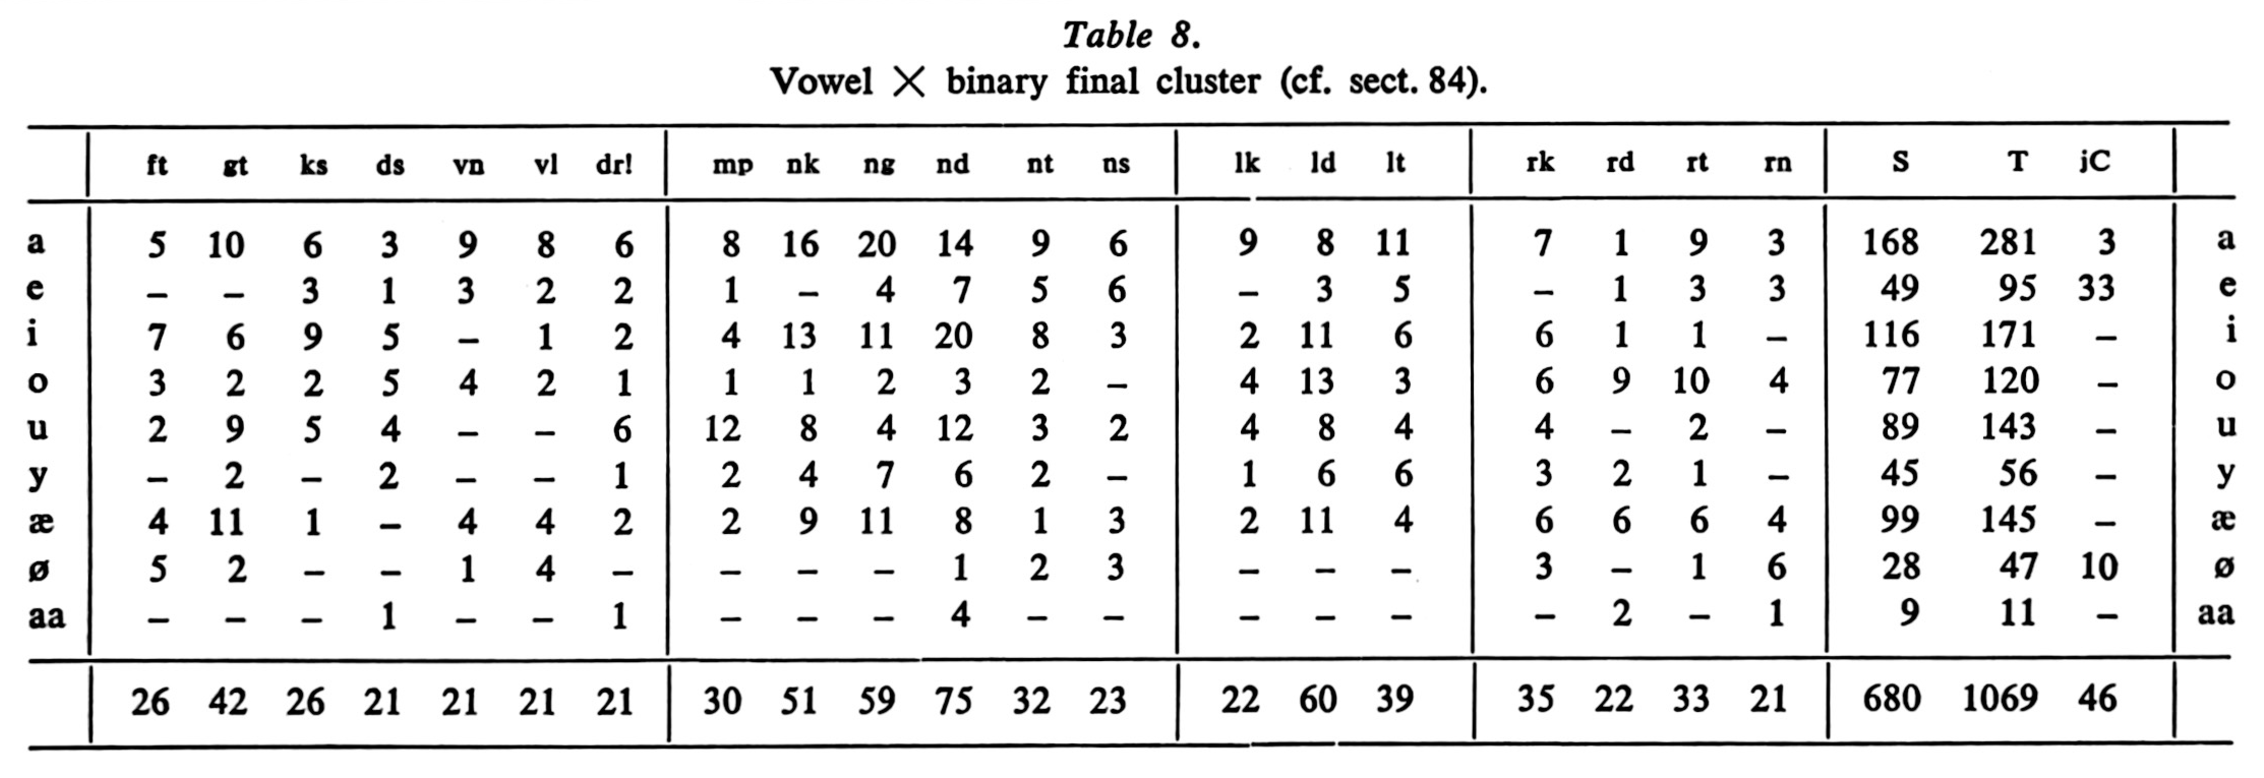 Table 8.
Vowel × binary final cluster (cf. sect. 84).
ft gt ks ds vn vl dr! mp nk ng nd nt ns lk ld lt rk rd rt rn S T jC
a 5 10 6 3 9 8 6 8 16 20 14 9 6 9 8 11 7 1 9 3 168 281 3 a
e – – 3 1 3 2 2 1 – 4 7 5 6 – 3 5 – 1 3 3 49 95 33 e
i 7 6 9 5 – 1 2 4 13 11 20 8 3 2 11 6 6 1 1 – 116 171 – i
o 3 2 2 5 4 2 1 1 1 2 3 2 – 4 13 3 6 9 10 4 77 120 – o
u 2 9 5 4 – – 6 12 8 4 12 3 2 4 8 4 4 – 2 – 89 143 – u
y – 2 – 2 – – 1 2 4 7 6 2 – 1 6 6 3 2 1 – 45 56 – y
æ 4 11 1 – 4 4 2 2 9 11 8 1 3 2 11 4 6 6 6 4 99 145 – æ
ø 5 2 – – 1 4 – – – – 1 2 3 – – – 3 – 1 6 28 47 10 ø
aa – – – 1 – – 1 – – – 4 – – – – – – 2 – 1 9 11 – aa
26 42 26 21 21 21 21 30 51 59 75 32 23 22 60 39 35 22 33 21 680 1069 46